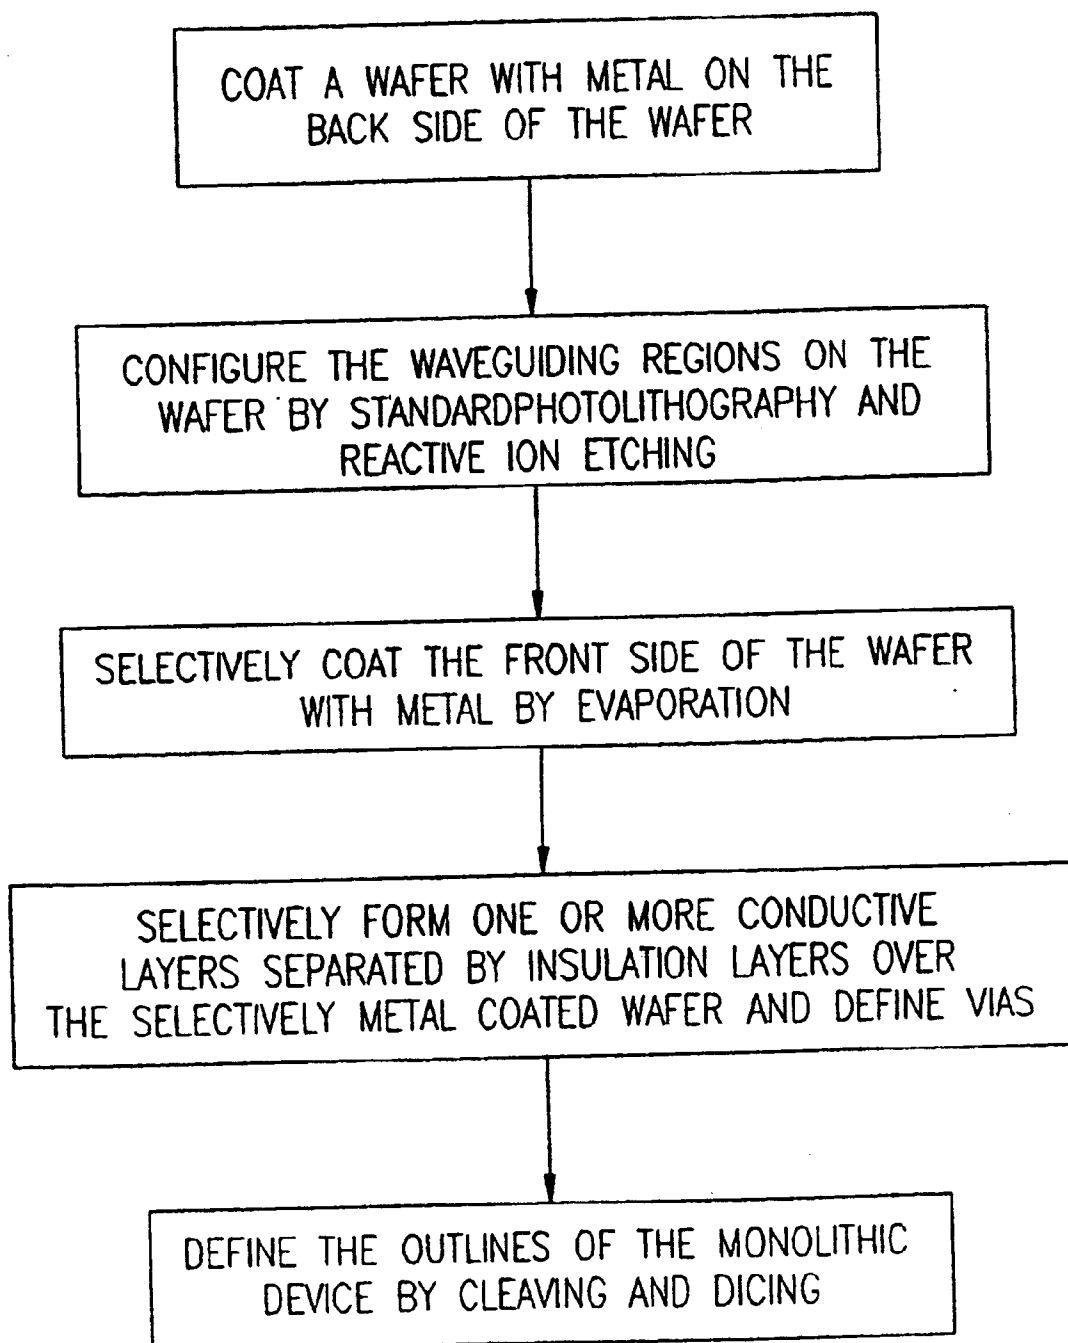 COAT A WAFER WITH METAL ON THE
BACK SIDE OF THE WAFER
CONFIGURE THE WAVEGUIDING REGIONS ON THE
WAFER BY STANDARDPHOTOLITHOGRAPHY AND
REACTIVE ION ETCHING
SELECTIVELY COAT THE FRONT SIDE OF THE WAFER
WITH METAL BY EVAPORATION
SELECTIVELY FORM ONE OR MORE CONDUCTIVE
LAYERS SEPARATED BY INSULATION LAYERS OVER
THE SELECTIVELY METAL COATED WAFER AND DEFINE VIAS
DEFINE THE OUTLINES OF THE MONOLITHIC
DEVICE BY CLEAVING AND DICING